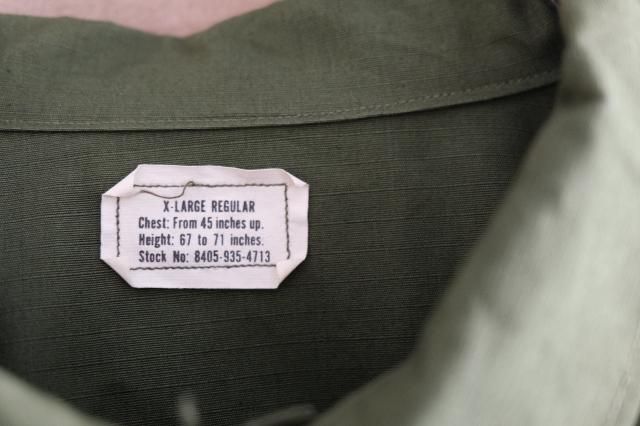 X-LARGE REGULAR
Chest: From 45 inches up.
Height: 67 to 71 inches.
Stock No: 8405-935-4713